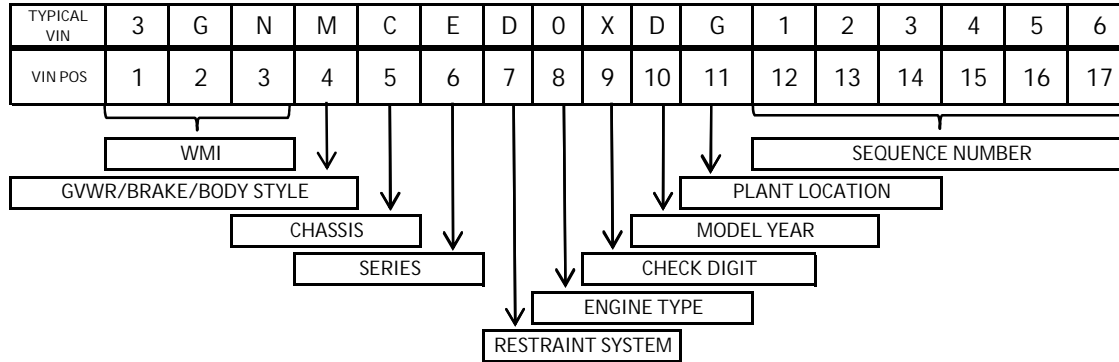 TYPICAL VIN 3 G N M C E D 0 X D G 1 2 3 4 5 6
VIN POS 1 2 3 4 5 6 7 8 9 10 11 12 13 14 15 16 17
WMI SEQUENCE NUMBER
GVWR/BRAKE/BODY STYLE PLANT LOCATION
CHASSIS MODEL YEAR
SERIES CHECK DIGIT
ENGINE TYPE
RESTRAINT SYSTEM